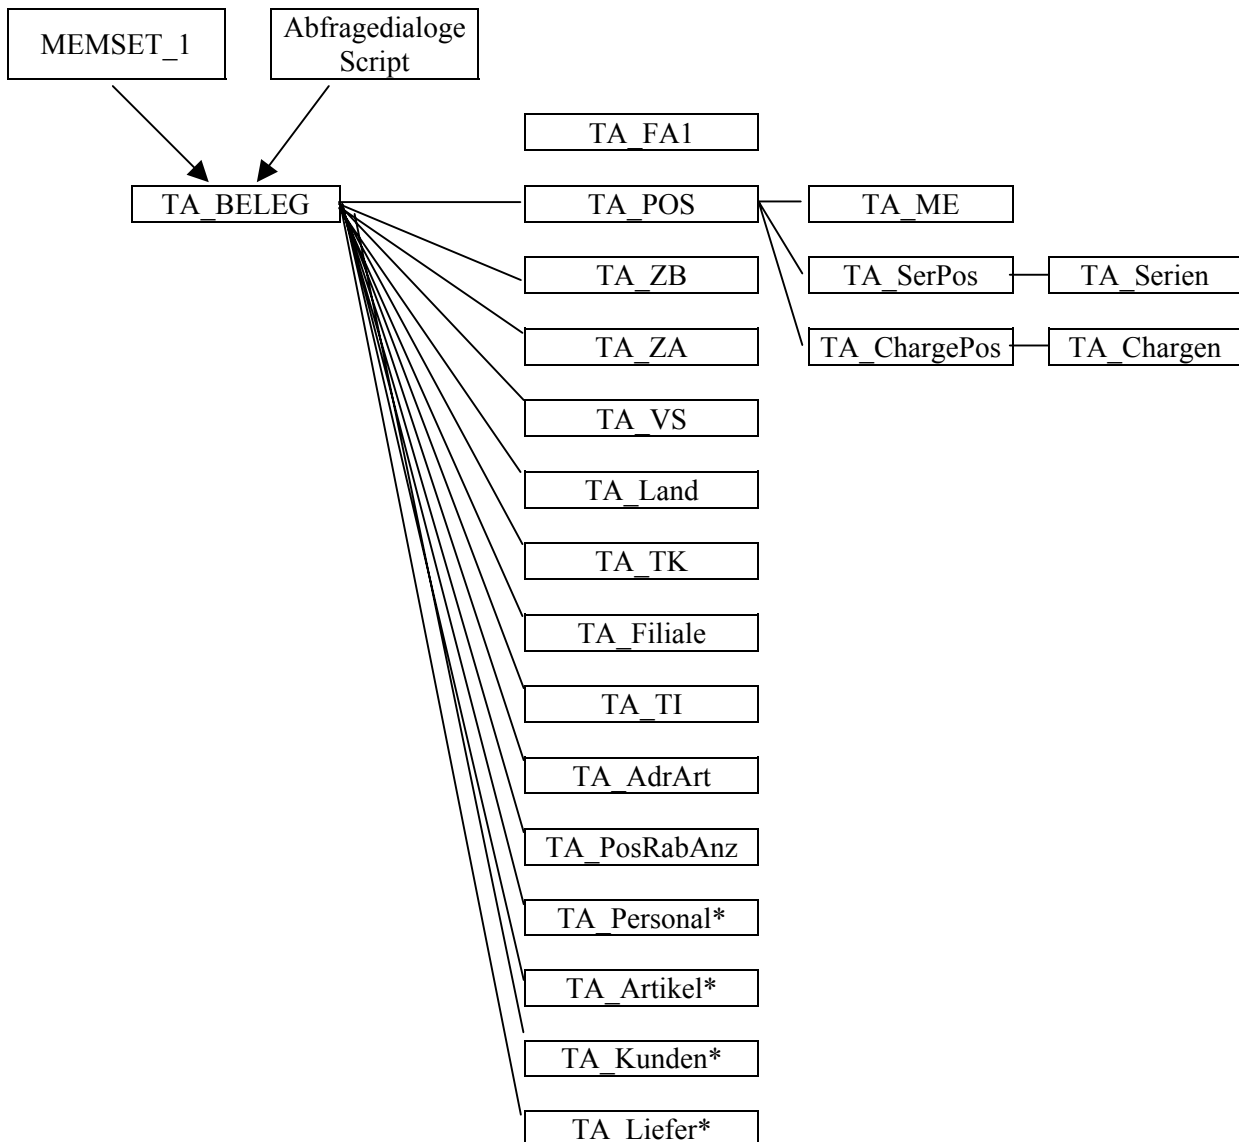 MEMSET_1
Abfragedialoge
Script
TA_FA1
TA_BELEG
TA_POS
TA_ME
TA_ZB
TA_SerPos
TA_Serien
TA_ZA
TA_ChargePos
TA_Chargen
TA_VS
TA_Land
TA_TK
TA_Filiale
TA_TI
TA_AdrArt
TA_PosRabAnz
TA_Personal*
TA_Artikel*
TA_Kunden*
TA_Liefer*